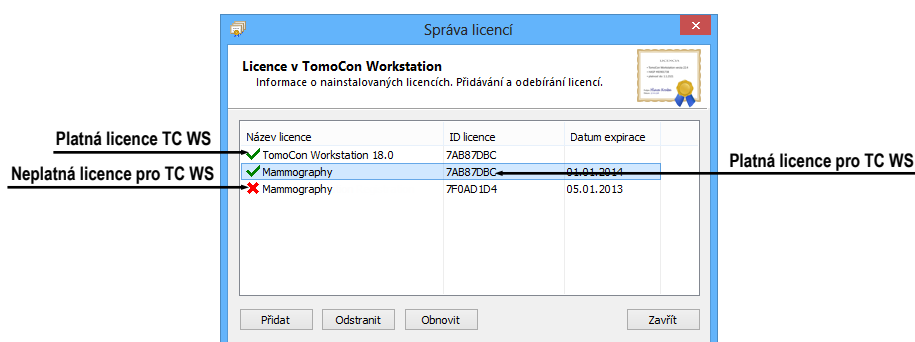 Správa licencí
Licence v TomoCon Workstation
Informace o nainstalovaných licencích. Přidávání a odebírání licencí.
LICENCIA
Název licence ID licence Datum expirace
Platná licence TC WS
TomoCon Workstation 18.0 7AB87DBC
Mammography 7AB87DBC 01.01.2014
Platná licence pro TC WS
Neplatná licence pro TC WS
Mammography 7F0AD1D4 05.01.2013
Přidat Odstranit Obnovit Zavřít